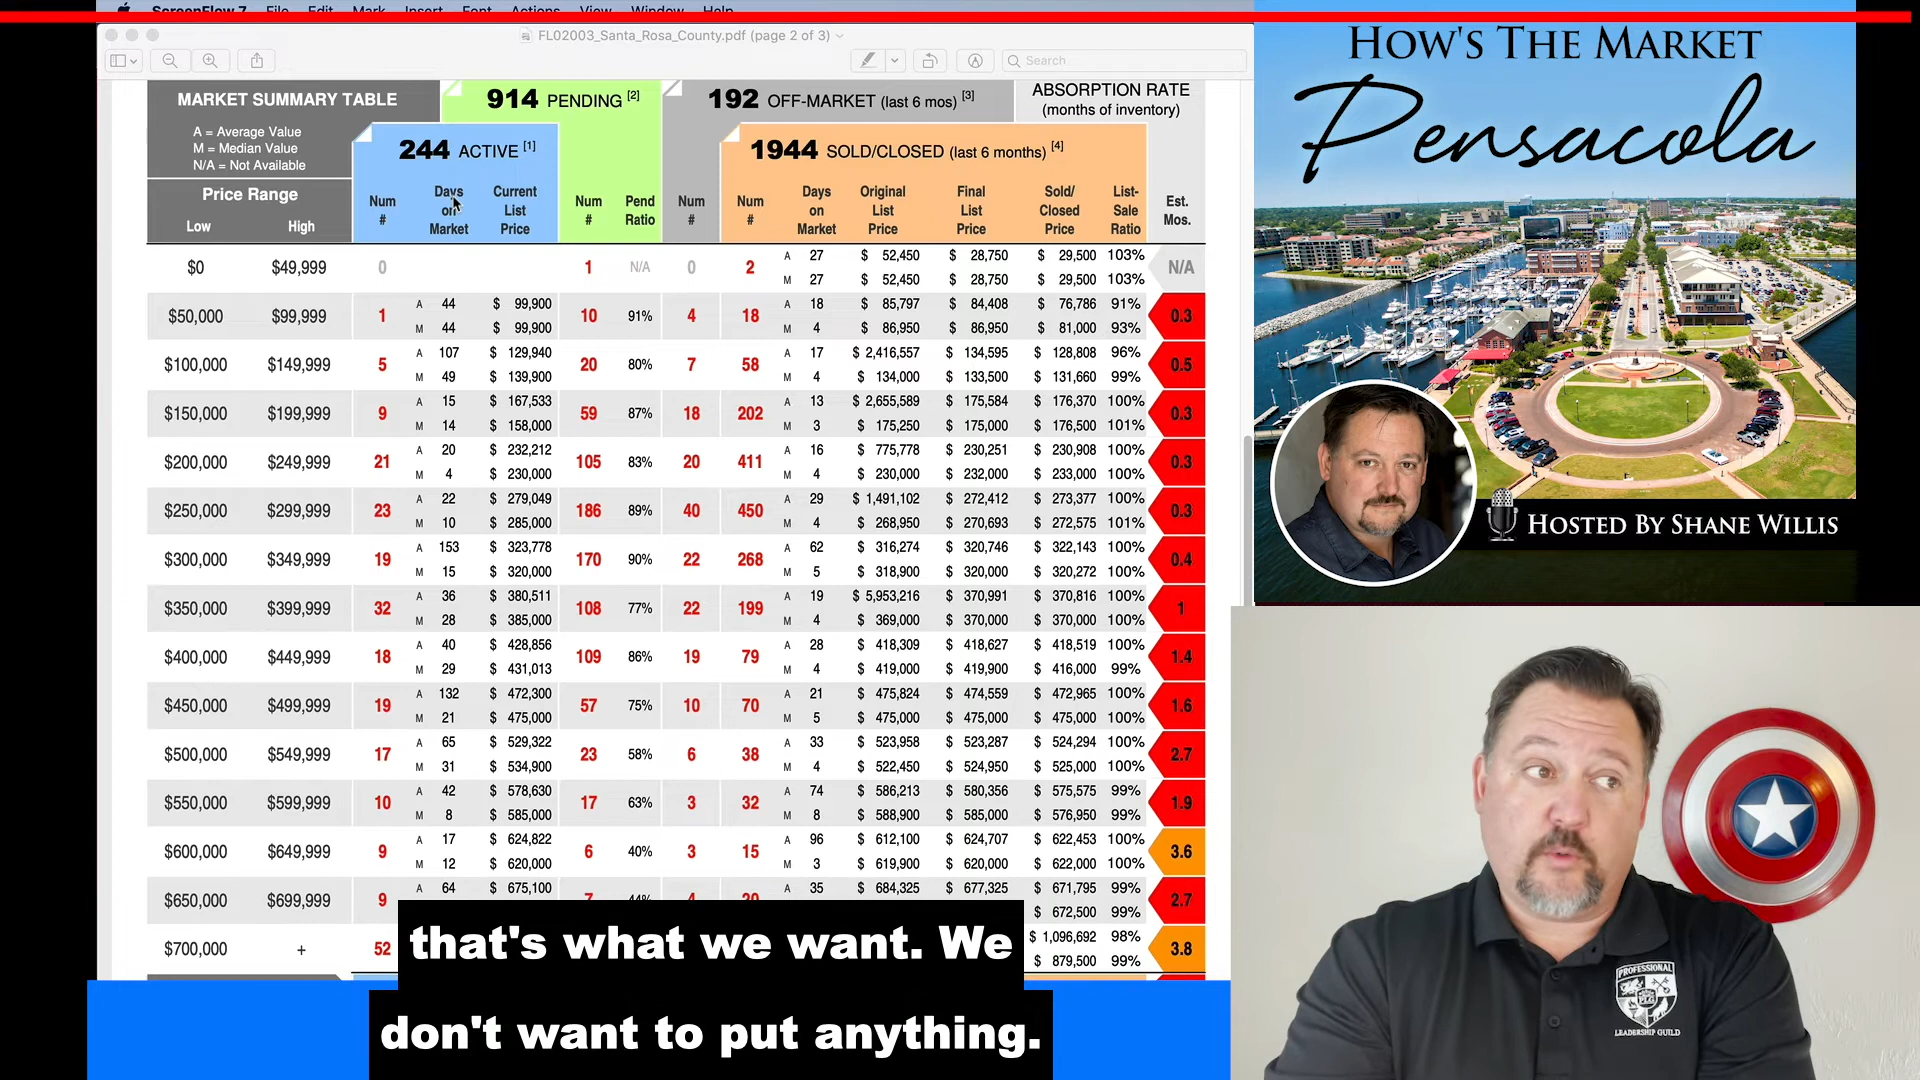 ScreenFlow 7 File Edit Mark Insert Font Actions View Window Help
FL02003_Santa_Rosa_County.pdf (page 2 of 3)
Search
MARKET SUMMARY TABLE
A = Average Value
M = Median Value
N/A = Not Available
914 PENDING [2]
192 OFF-MARKET (last 6 mos) [3]
ABSORPTION RATE
(months of inventory)
244 ACTIVE [1]
1944 SOLD/CLOSED (last 6 months) [4]
Price Range
Low High
Num # Days on Market Current List Price Num # Pend Ratio Num # Num # Days on Market Original List Price Final List Price Sold/Closed Price List-Sale Ratio Est. Mos.
$0 $49,999 0 1 N/A 0 2 A 27 $ 52,450 $ 28,750 $ 29,500 103% N/A
M 27 $ 52,450 $ 28,750 $ 29,500 103%
$50,000 $99,999 1 A 44 $ 99,900 10 91% 4 18 A 18 $ 85,797 $ 84,408 $ 76,786 91% 0.3
M 44 $ 99,900 M 4 $ 86,950 $ 86,950 $ 81,000 93%
$100,000 $149,999 5 A 107 $ 129,940 20 80% 7 58 A 17 $ 2,416,557 $ 134,595 $ 128,808 96% 0.5
M 49 $ 139,900 M 4 $ 134,000 $ 133,500 $ 131,660 99%
$150,000 $199,999 9 A 15 $ 167,533 59 87% 18 202 A 13 $ 2,655,589 $ 175,584 $ 176,370 100% 0.3
M 14 $ 158,000 M 3 $ 175,250 $ 175,000 $ 176,500 101%
$200,000 $249,999 21 A 20 $ 232,212 105 83% 20 411 A 16 $ 775,778 $ 230,251 $ 230,908 100% 0.3
M 4 $ 230,000 M 4 $ 230,000 $ 232,000 $ 233,000 100%
$250,000 $299,999 23 A 22 $ 279,049 186 89% 40 450 A 29 $ 1,491,102 $ 272,412 $ 273,377 100% 0.3
M 10 $ 285,000 M 4 $ 268,950 $ 270,693 $ 272,575 101%
$300,000 $349,999 19 A 153 $ 323,778 170 90% 22 268 A 62 $ 316,274 $ 320,746 $ 322,143 100% 0.4
M 15 $ 320,000 M 5 $ 318,900 $ 320,000 $ 320,272 100%
$350,000 $399,999 32 A 36 $ 380,511 108 77% 22 199 A 19 $ 5,953,216 $ 370,991 $ 370,816 100% 1
M 28 $ 385,000 M 4 $ 369,000 $ 370,000 $ 370,000 100%
$400,000 $449,999 18 A 40 $ 428,856 109 86% 19 79 A 28 $ 418,309 $ 418,627 $ 418,519 100% 1.4
M 29 $ 431,013 M 4 $ 419,000 $ 419,900 $ 416,000 99%
$450,000 $499,999 19 A 132 $ 472,300 57 75% 10 70 A 21 $ 475,824 $ 474,559 $ 472,965 100% 1.6
M 21 $ 475,000 M 5 $ 475,000 $ 475,000 $ 475,000 100%
$500,000 $549,999 17 A 65 $ 529,322 23 58% 6 38 A 33 $ 523,958 $ 523,287 $ 524,294 100% 2.7
M 31 $ 534,900 M 4 $ 522,450 $ 524,950 $ 525,000 100%
$550,000 $599,999 10 A 42 $ 578,630 17 63% 3 32 A 74 $ 586,213 $ 580,356 $ 575,575 99% 1.9
M 8 $ 585,000 M 8 $ 588,900 $ 585,000 $ 576,950 99%
$600,000 $649,999 9 A 17 $ 624,822 6 40% 3 15 A 96 $ 612,100 $ 624,707 $ 622,453 100% 3.6
M 12 $ 620,000 M 3 $ 619,900 $ 620,000 $ 622,000 100%
$650,000 $699,999 9 A 64 $ 675,100 A 35 $ 684,325 $ 677,325 $ 671,795 99% 2.7
$ 672,500 99%
$700,000 + 52 $ 1,096,692 98% 3.8
$ 879,500 99%
that's what we want. We
don't want to put anything.
HOW'S THE MARKET
Pensacola
HOSTED BY SHANE WILLIS
PROFESSIONAL
LEADERSHIP GUILD